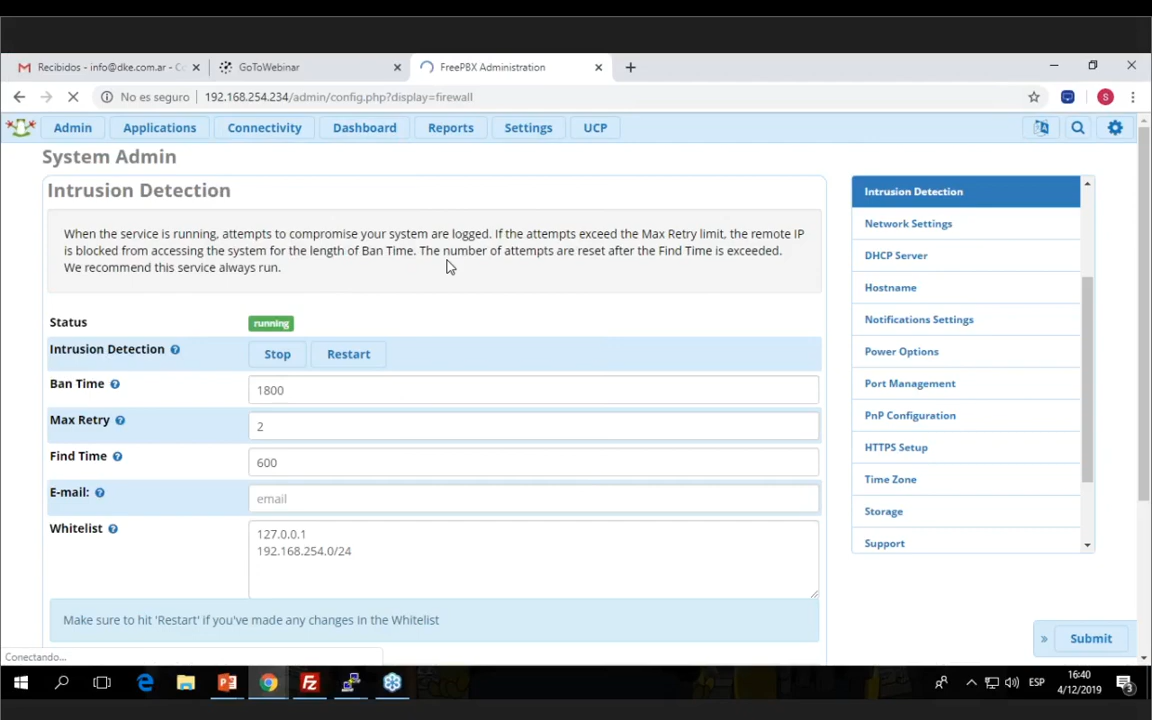 Recibidos - info@dke.com.ar - Co
GoToWebinar
FreePBX Administration
No es seguro
192.168.254.234/admin/config.php?display=firewall
S
Admin
Applications
Connectivity
Dashboard
Reports
Settings
UCP
System Admin
Intrusion Detection
When the service is running, attempts to compromise your system are logged. If the attempts exceed the Max Retry limit, the remote IP
is blocked from accessing the system for the length of Ban Time. The number of attempts are reset after the Find Time is exceeded.
We recommend this service always run.
Status
running
Intrusion Detection
Stop
Restart
Ban Time
1800
Max Retry
2
Find Time
600
E-mail:
email
Whitelist
127.0.0.1
192.168.254.0/24
Make sure to hit 'Restart' if you've made any changes in the Whitelist
Intrusion Detection
Network Settings
DHCP Server
Hostname
Notifications Settings
Power Options
Port Management
PnP Configuration
HTTPS Setup
Time Zone
Storage
Support
» Submit
Conectando...
ESP
16:40
4/12/2019
3